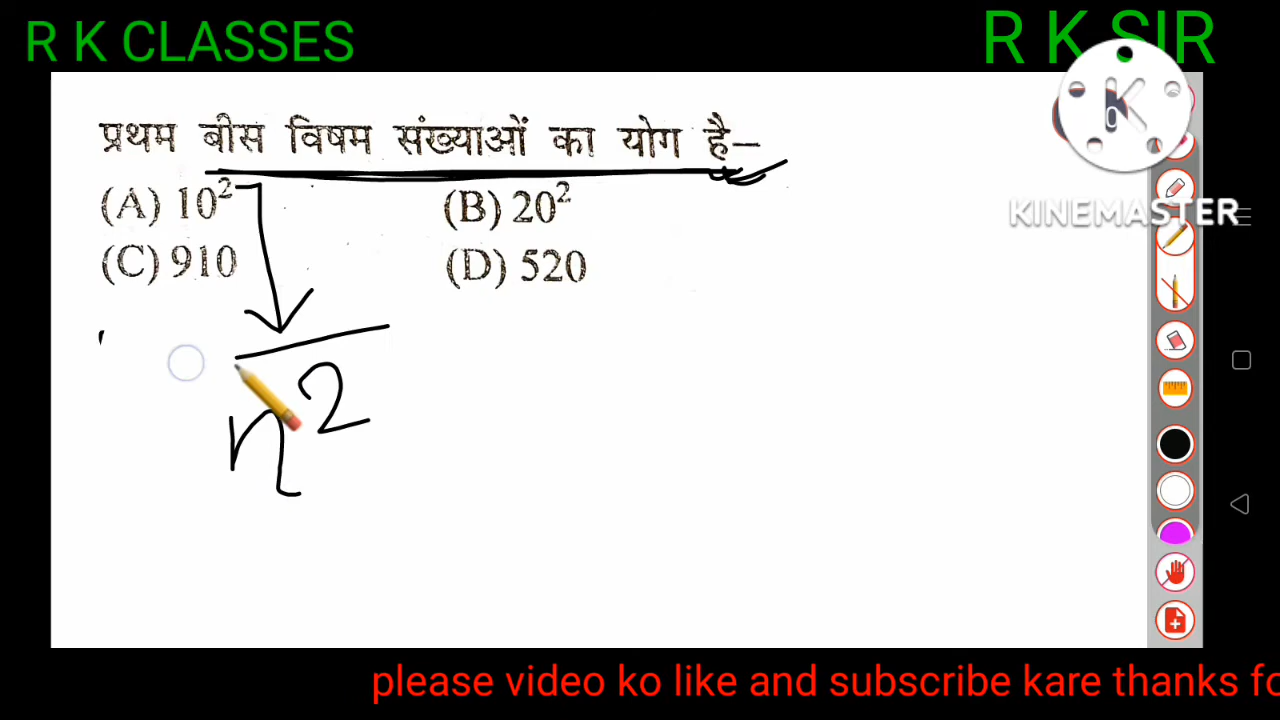 R K CLASSES
R K SIR
प्रथम बीस विषम संख्याओं का योग है–
(A) 10² (B) 20²
(C) 910 (D) 520
KINEMASTER
n²
please video ko like and subscribe kare thanks fo